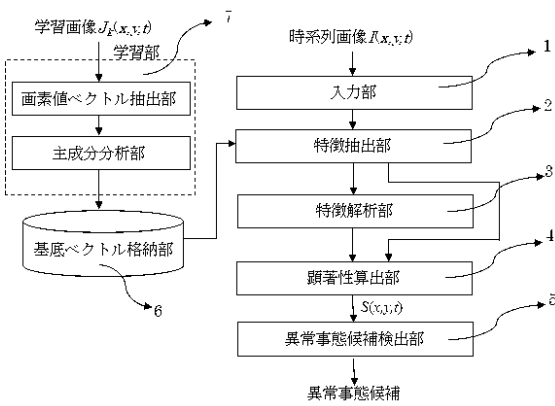 学習画像 J_k(x,y,t)
7
学習部
画素値ベクトル抽出部
主成分分析部
基底ベクトル格納部
6
時系列画像 I(x,y,t)
1
入力部
2
特徴抽出部
3
特徴解析部
4
顕著性算出部
S(x,y,t)
5
異常事態候補検出部
異常事態候補